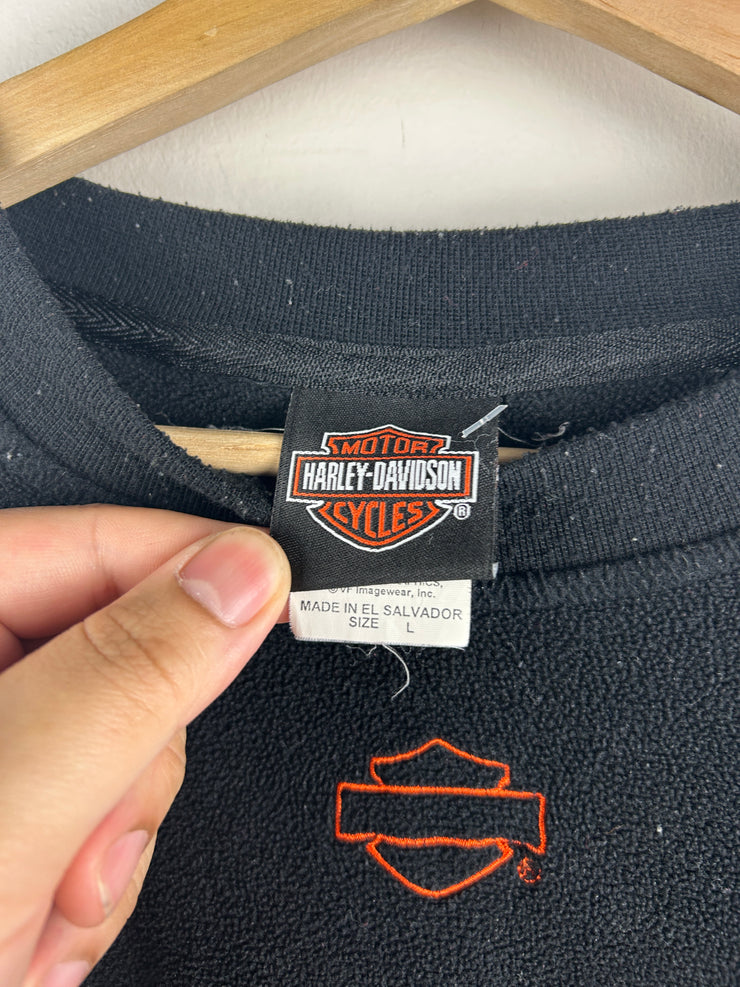 MOTOR
HARLEY-DAVIDSON
CYCLES®
© VF Imagewear, Inc.
MADE IN EL SALVADOR
SIZE L